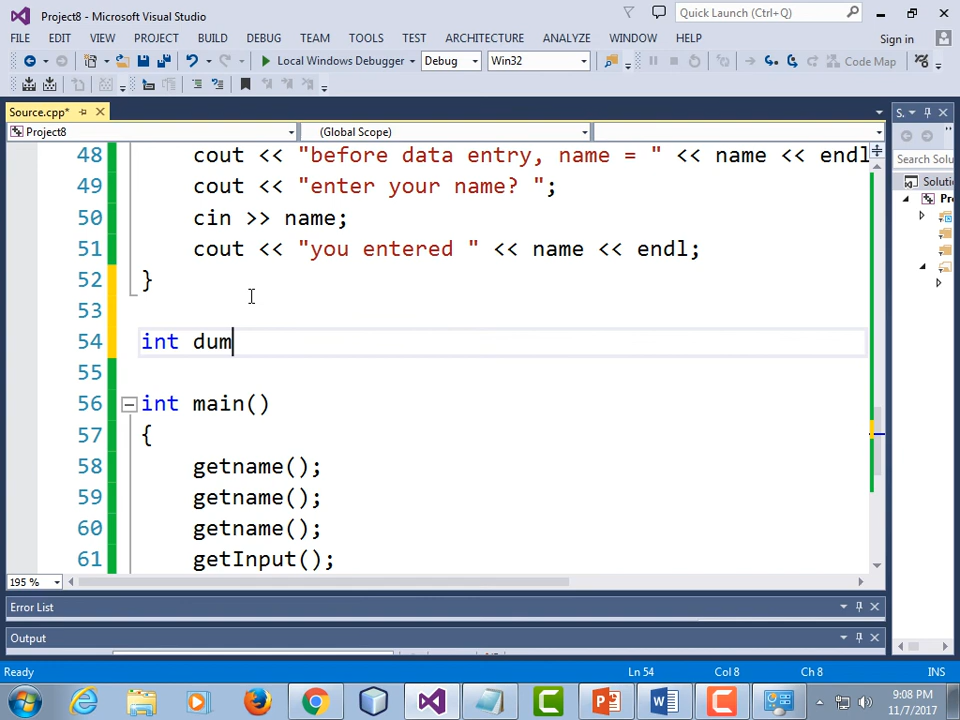 Project8 - Microsoft Visual Studio
Quick Launch (Ctrl+Q)
FILE EDIT VIEW PROJECT BUILD DEBUG TEAM TOOLS TEST ARCHITECTURE ANALYZE WINDOW HELP
Sign in
Local Windows Debugger Debug Win32 Code Map
Source.cpp*
S..
Project8 (Global Scope)
Search Solu
Solutio
Pr
48 cout << "before data entry, name = " << name << endl
49 cout << "enter your name? ";
50 cin >> name;
51 cout << "you entered " << name << endl;
52 }
53
54 int dum
55
56 int main()
57 {
58 getname();
59 getname();
60 getname();
61 getInput();
195 %
Error List
Output
Ready Ln 54 Col 8 Ch 8 INS
9:08 PM
11/7/2017